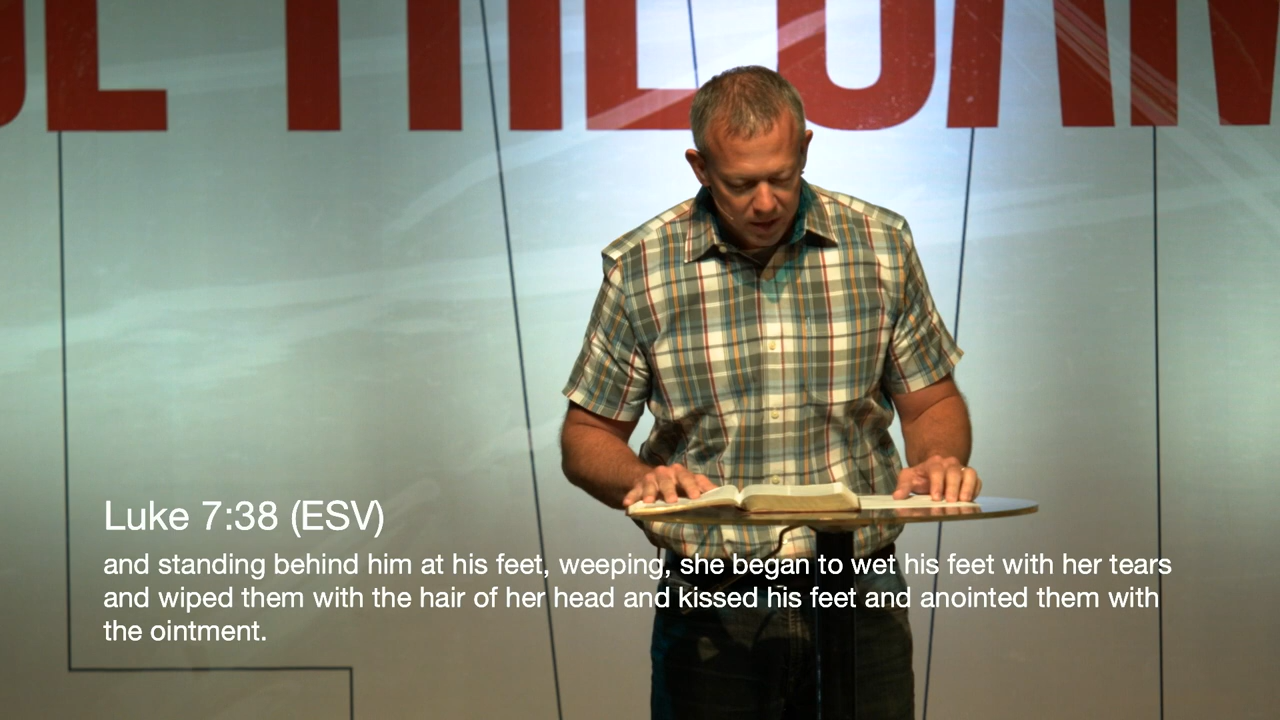 THE
Luke 7:38 (ESV)
and standing behind him at his feet, weeping, she began to wet his feet with her tears
and wiped them with the hair of her head and kissed his feet and anointed them with
the ointment.